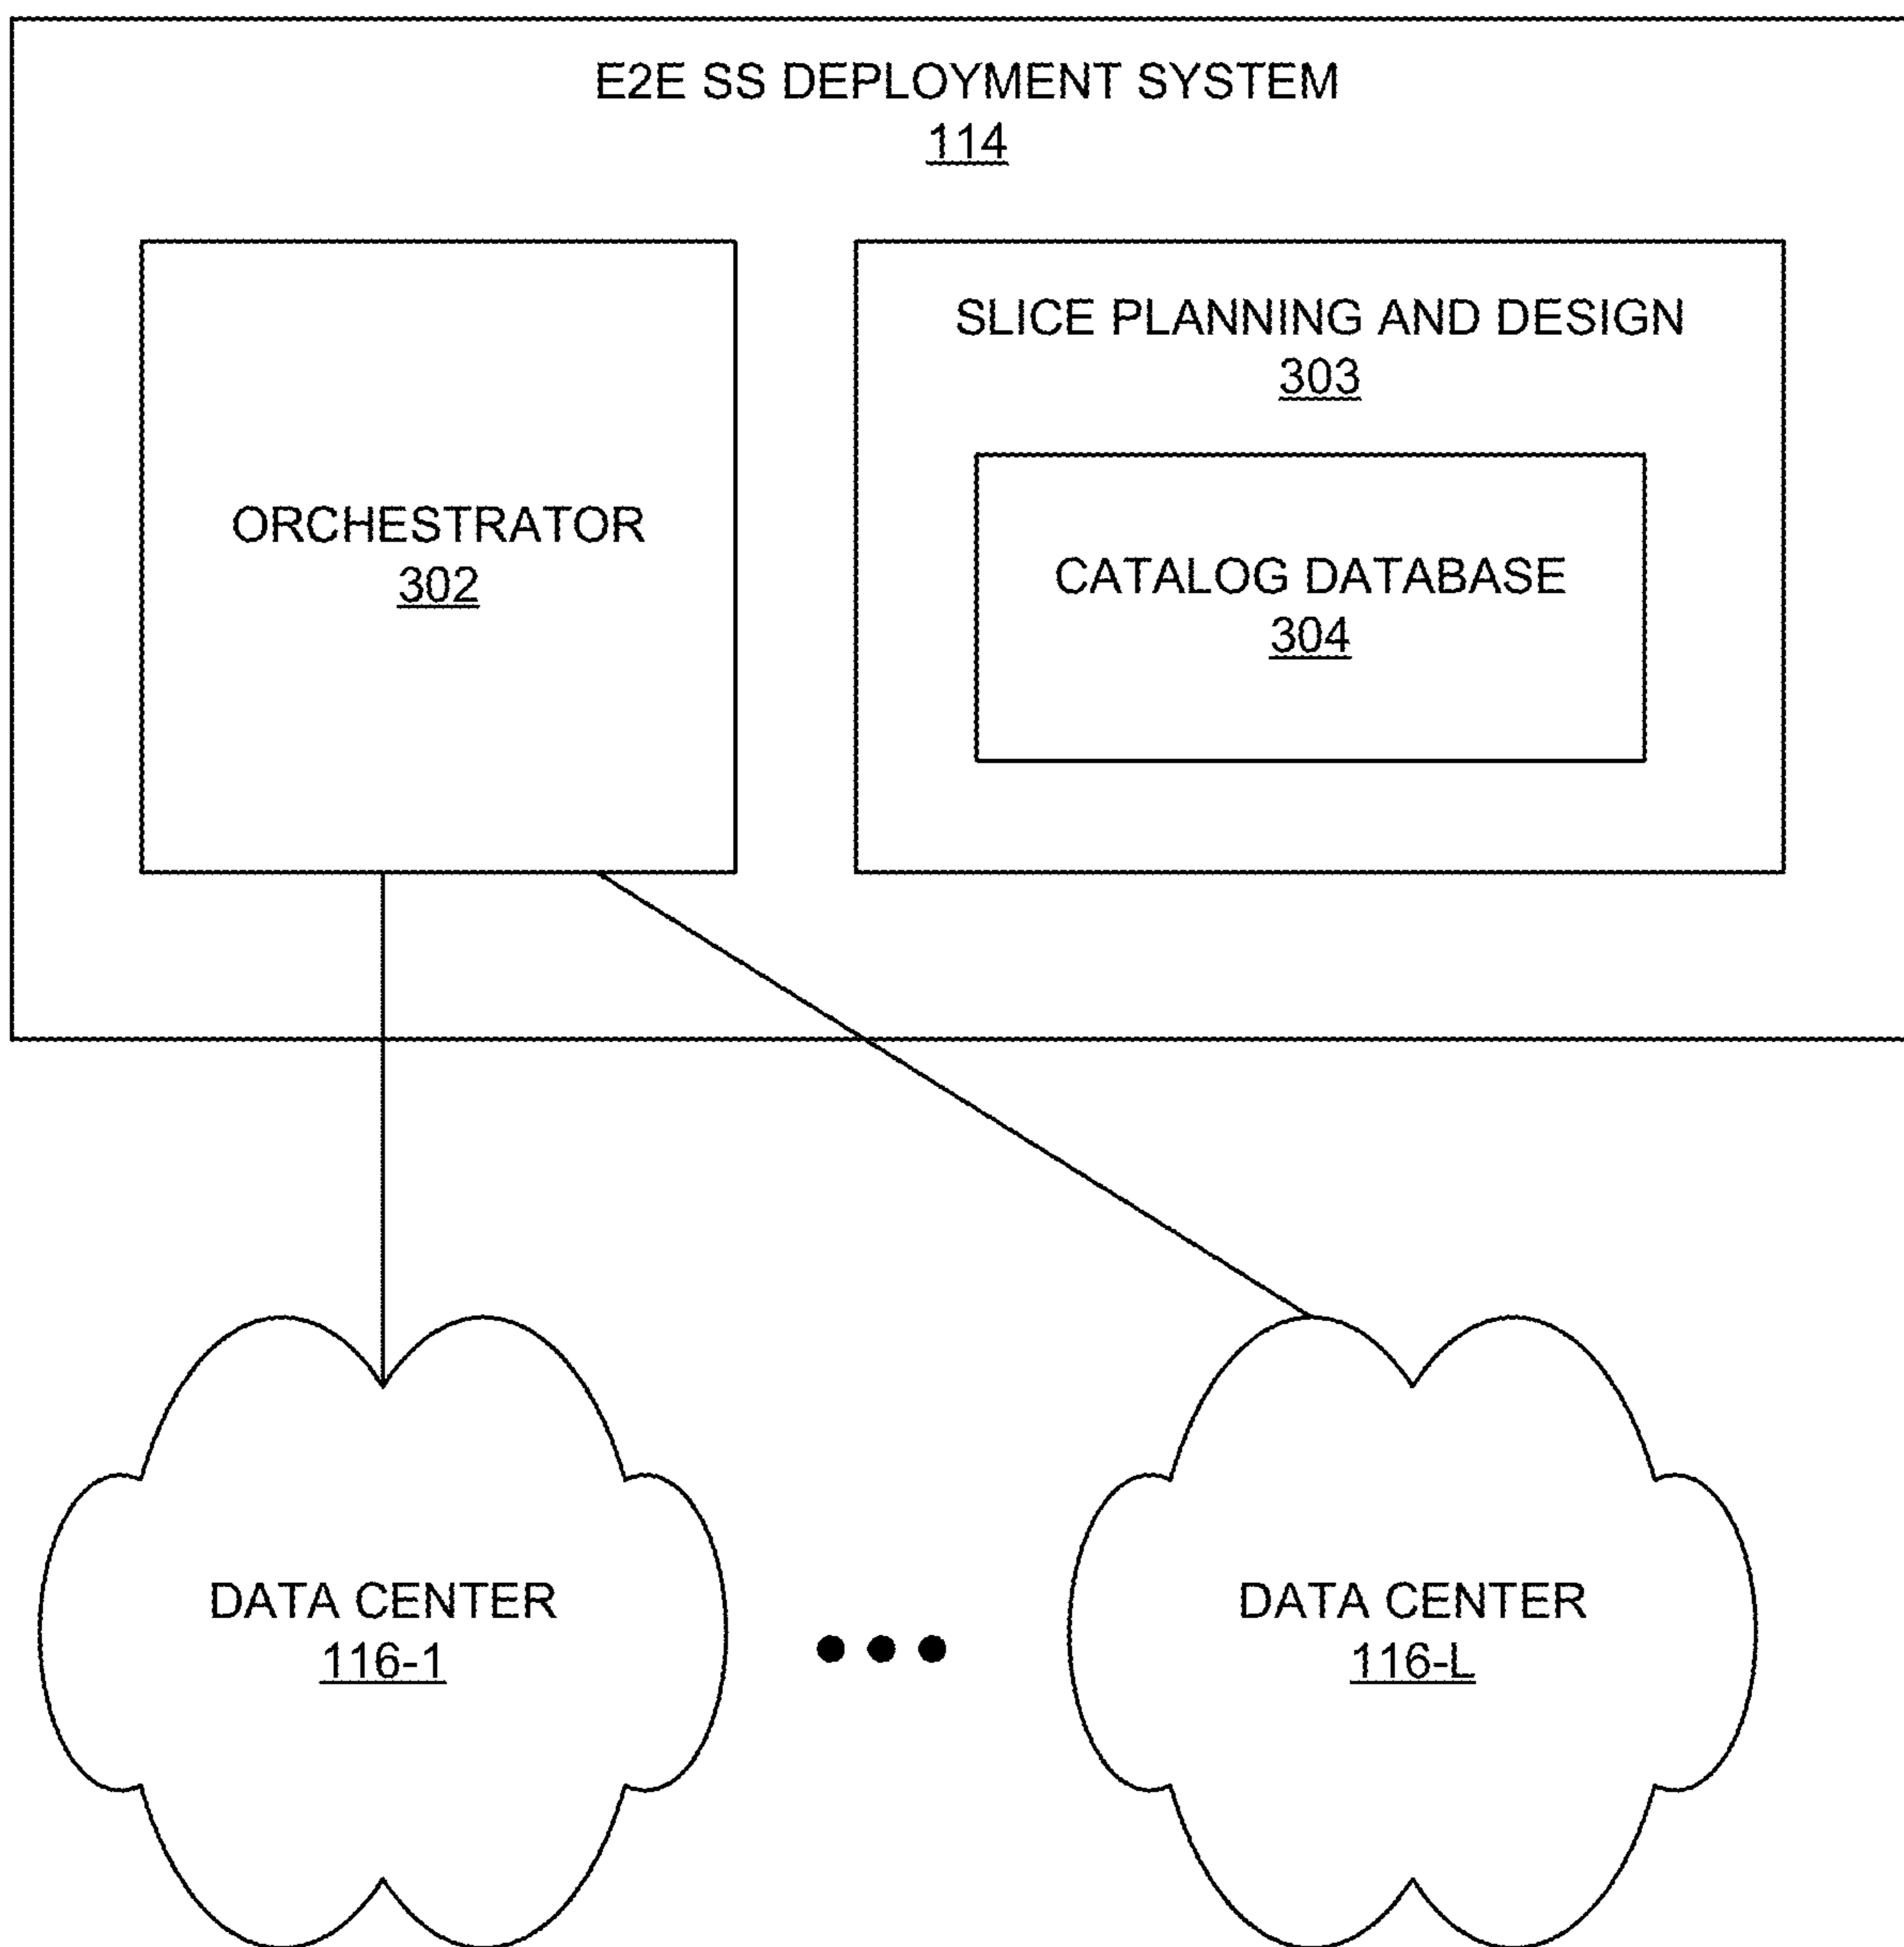 E2E SS DEPLOYMENT SYSTEM
114
ORCHESTRATOR
302
SLICE PLANNING AND DESIGN
303
CATALOG DATABASE
304
DATA CENTER
116-1
DATA CENTER
116-L